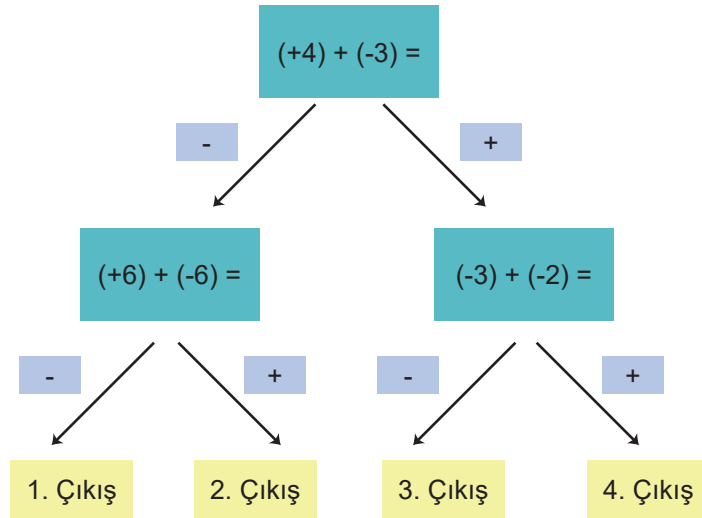 (+4) + (-3) =
-
+
(+6) + (-6) =
(-3) + (-2) =
-
+
-
+
1. Çıkış
2. Çıkış
3. Çıkış
4. Çıkış